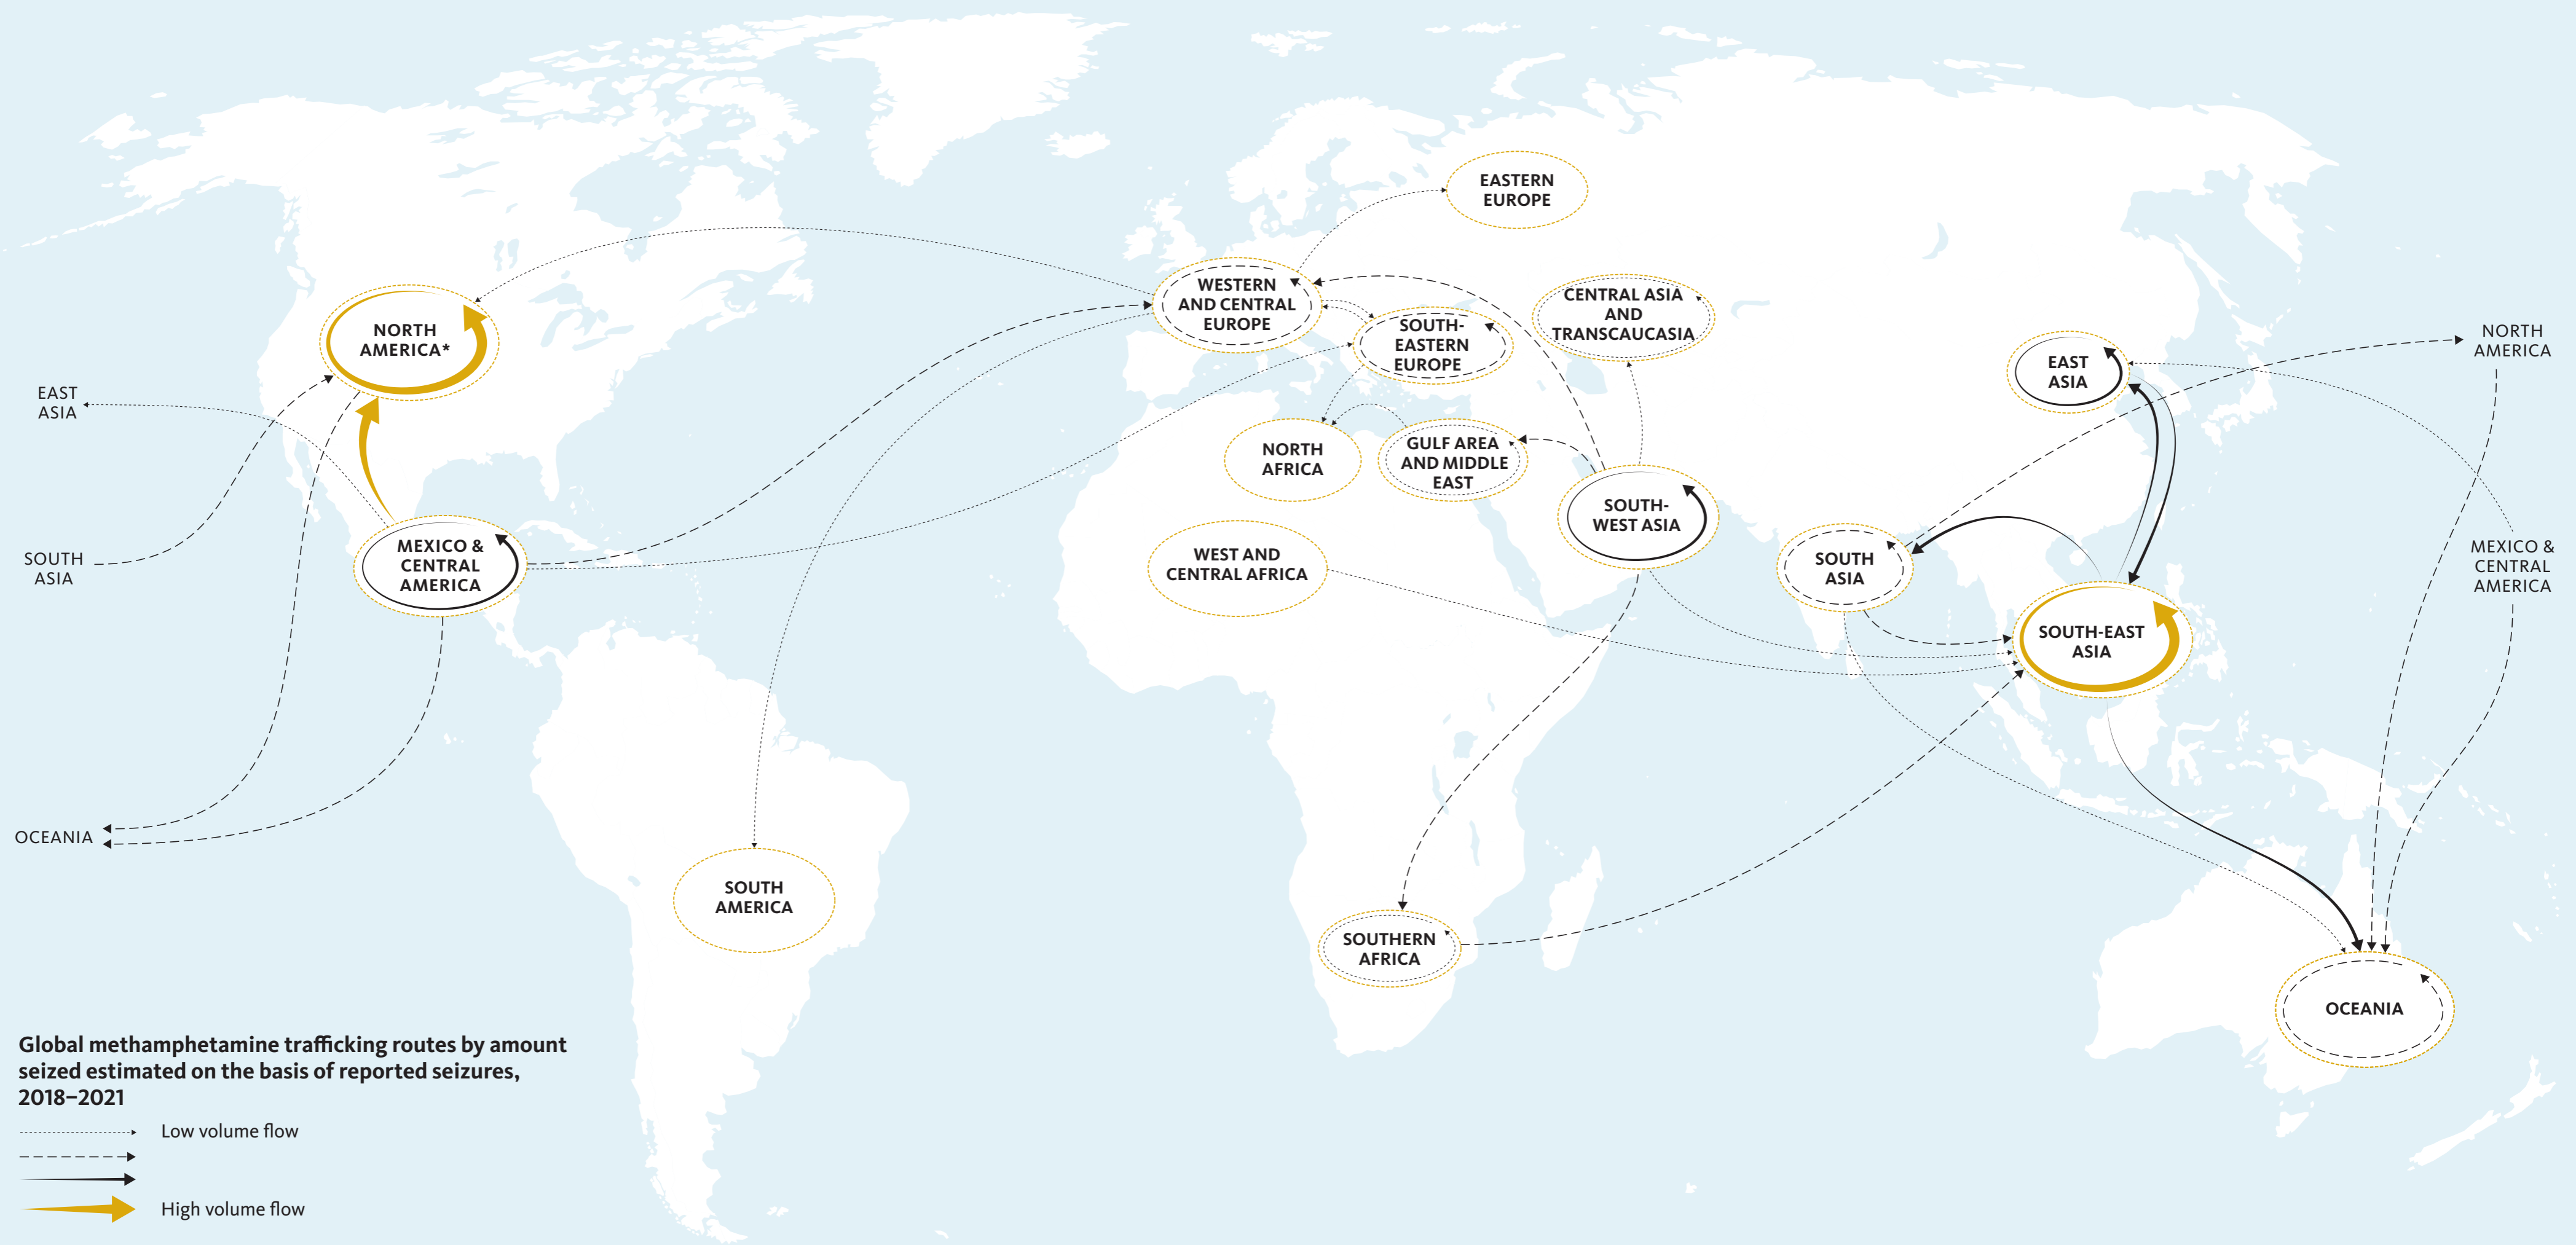 EASTERN
EUROPE
WESTERN
AND CENTRAL
EUROPE
CENTRAL ASIA
AND
TRANSCAUCASIA
SOUTH-
EASTERN
EUROPE
NORTH
AMERICA*
NORTH
AMERICA
EAST
ASIA
EAST
ASIA
NORTH
AFRICA
GULF AREA
AND MIDDLE
EAST
SOUTH-
WEST ASIA
SOUTH
ASIA
MEXICO &
CENTRAL
AMERICA
WEST AND
CENTRAL AFRICA
SOUTH
ASIA
MEXICO &
CENTRAL
AMERICA
SOUTH-EAST
ASIA
OCEANIA
SOUTH
AMERICA
SOUTHERN
AFRICA
OCEANIA
Global methamphetamine trafficking routes by amount
seized estimated on the basis of reported seizures,
2018–2021
Low volume flow
High volume flow